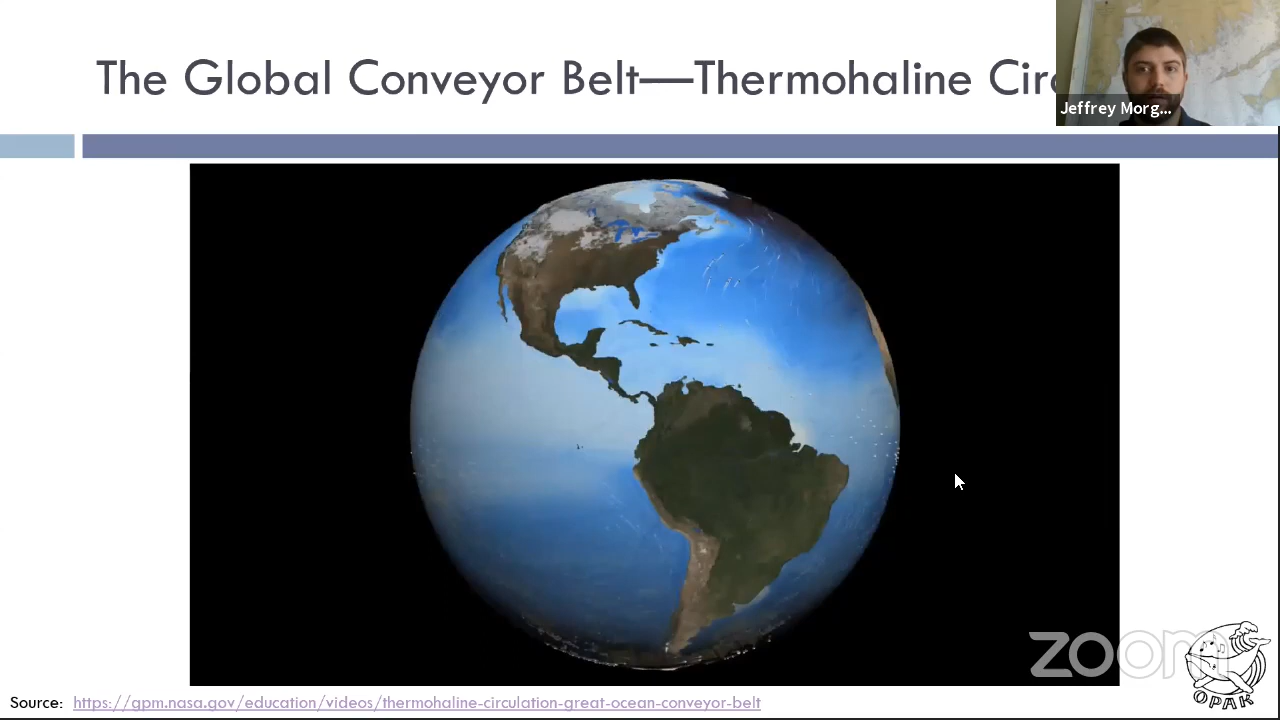 The Global Conveyor Belt—Thermohaline Circ
Jeffrey Morg...
zoom
OPAK
Source: https://gpm.nasa.gov/education/videos/thermohaline-circulation-great-ocean-conveyor-belt